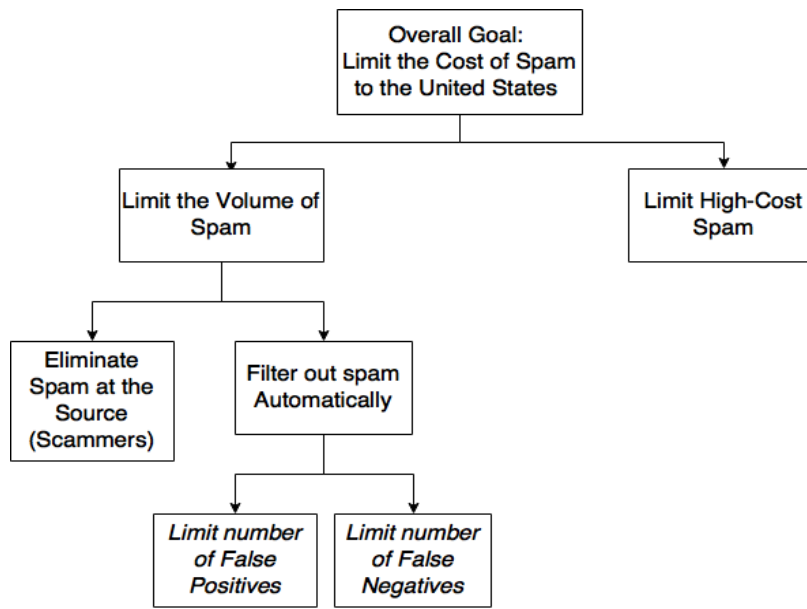 Overall Goal:
Limit the Cost of Spam
to the United States
Limit the Volume of
Spam
Limit High-Cost
Spam
Eliminate
Spam at the
Source
(Scammers)
Filter out spam
Automatically
Limit number
of False
Positives
Limit number
of False
Negatives